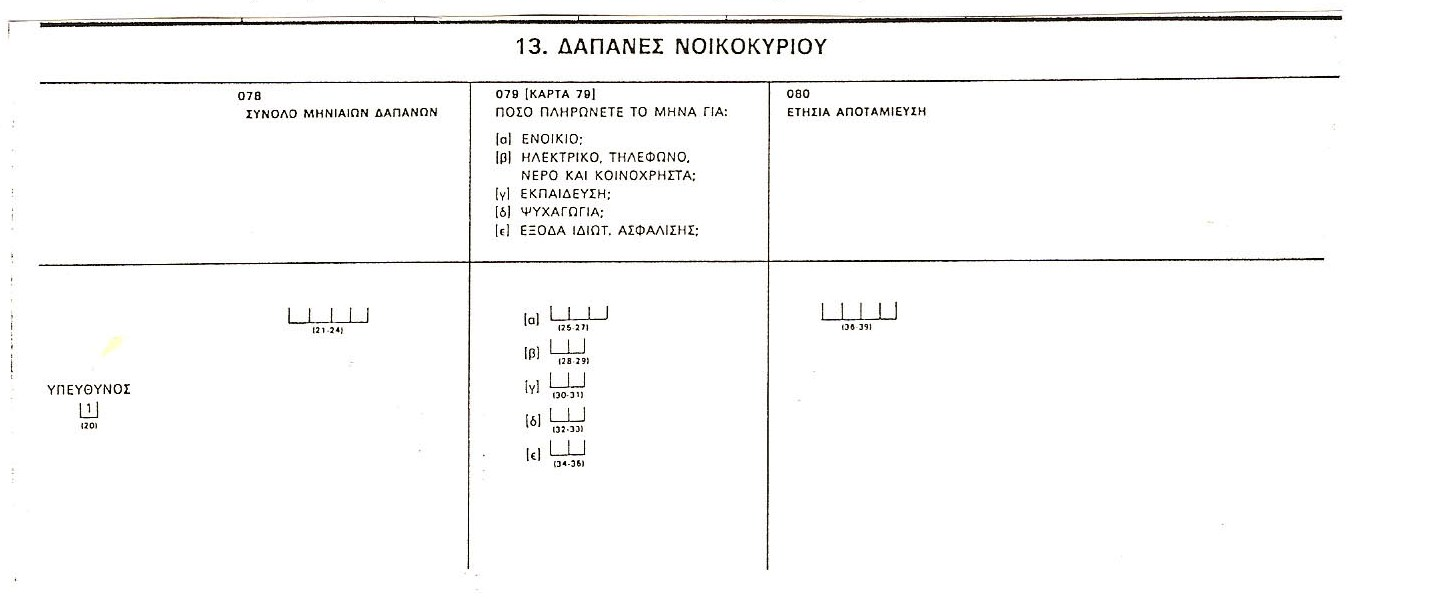 13. ΔΑΠΑΝΕΣ ΝΟΙΚΟΚΥΡΙΟΥ
078
ΣΥΝΟΛΟ ΜΗΝΙΑΙΩΝ ΔΑΠΑΝΩΝ
079 [ΚΑΡΤΑ 79]
ΠΟΣΟ ΠΛΗΡΩΝΕΤΕ ΤΟ ΜΗΝΑ ΓΙΑ:
[α] ΕΝΟΙΚΙΟ;
[β] ΗΛΕΚΤΡΙΚΟ, ΤΗΛΕΦΩΝΟ,
ΝΕΡΟ ΚΑΙ ΚΟΙΝΟΧΡΗΣΤΑ;
[γ] ΕΚΠΑΙΔΕΥΣΗ;
[δ] ΨΥΧΑΓΩΓΙΑ;
[ε] ΕΞΟΔΑ ΙΔΙΩΤ. ΑΣΦΑΛΙΣΗΣ;
080
ΕΤΗΣΙΑ ΑΠΟΤΑΜΙΕΥΣΗ
ΥΠΕΥΘΥΝΟΣ
1
(20)
(21-24)
[α]
(25-27)
[β]
(28-29)
[γ]
(30-31)
[δ]
(32-33)
[ε]
(34-35)
(36-39)